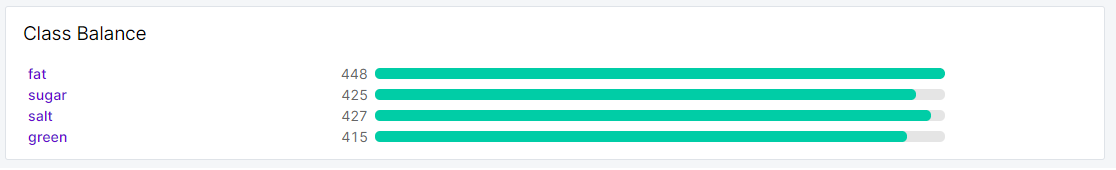 Class Balance
fat 448
sugar 425
salt 427
green 415